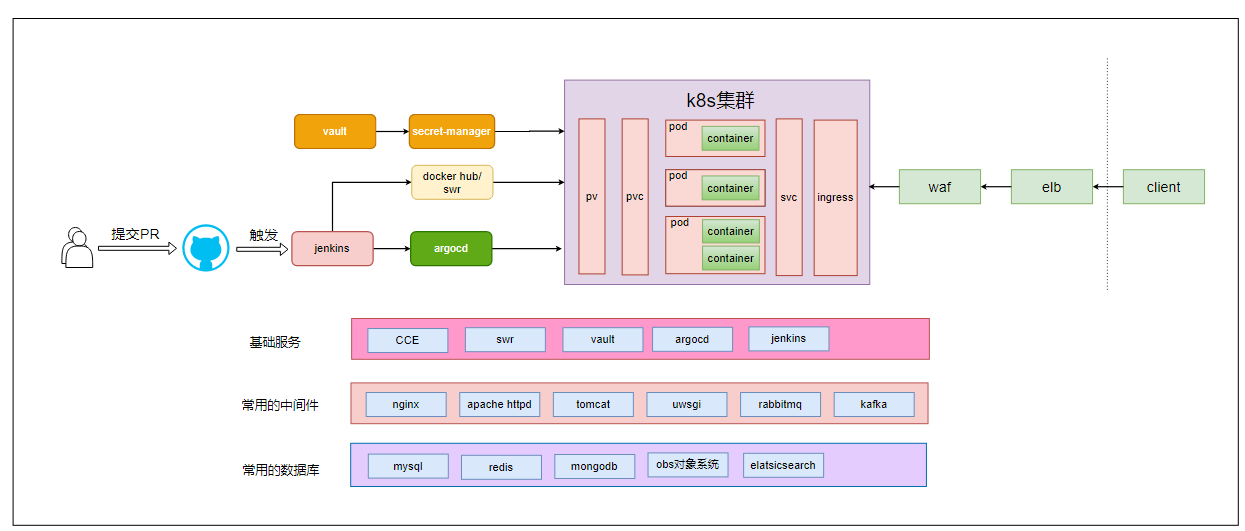 k8s集群
vault
secret-manager
docker hub/
swr
提交PR
触发
jenkins
argocd
pv
pvc
pod
container
pod
container
pod
container
container
svc
ingress
waf
elb
client
基础服务
CCE
swr
vault
argocd
jenkins
常用的中间件
nginx
apache httpd
tomcat
uwsgi
rabbitmq
kafka
常用的数据库
mysql
redis
mongodb
obs对象系统
elatsicsearch